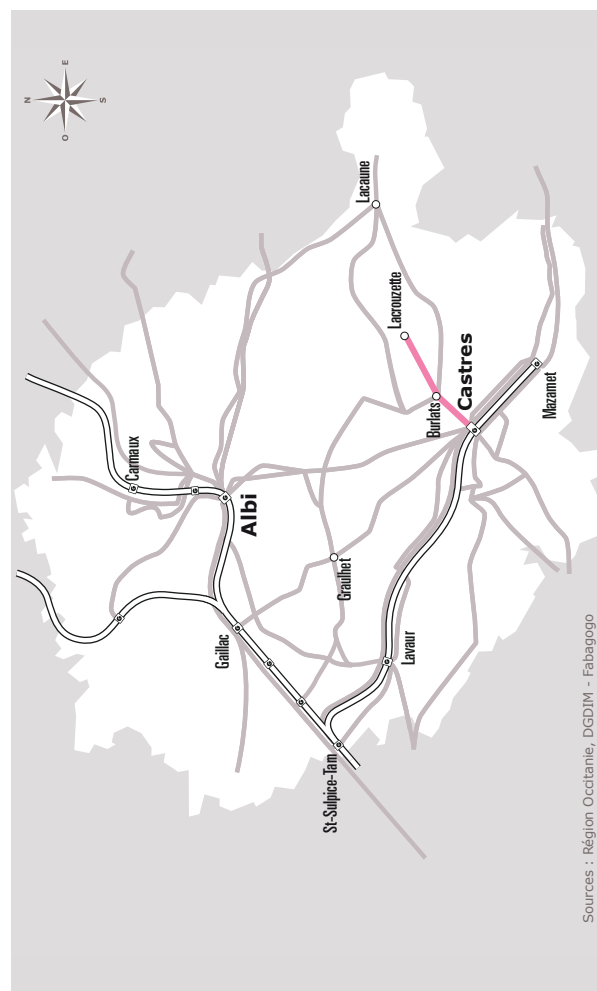 N
E
S
O
Lacaune
Lacrouzette
Burlats
Castres
Mazamet
Carmaux
Albi
Graulhet
Gaillac
Lavaur
St-Sulpice-Tarn
Sources : Région Occitanie, DGDIM - Fabagogo